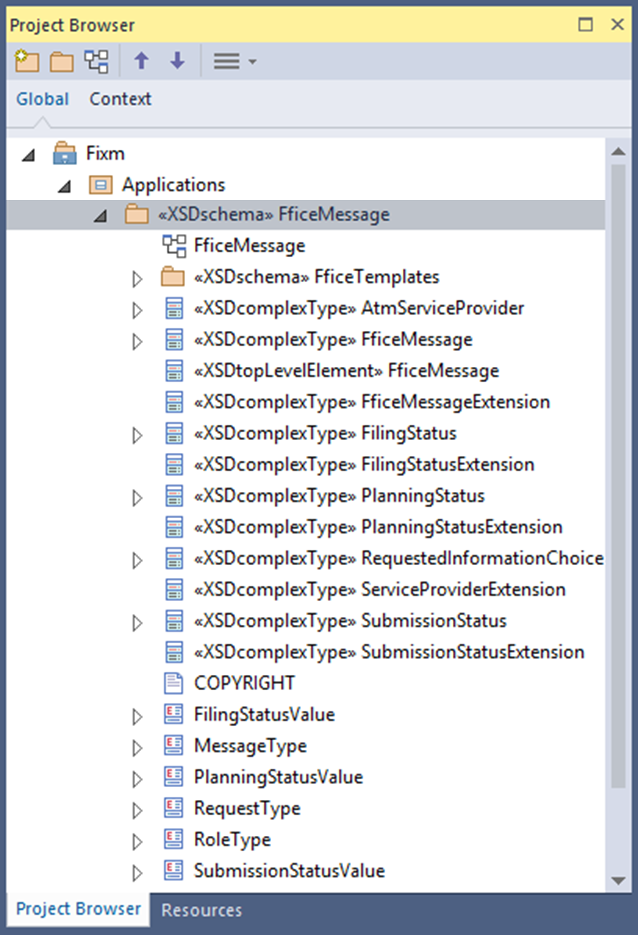 Project Browser
Global Context
Fixm
Applications
«XSDschema» FficeMessage
FficeMessage
«XSDschema» FficeTemplates
«XSDcomplexType» AtmServiceProvider
«XSDcomplexType» FficeMessage
«XSDtopLevelElement» FficeMessage
«XSDcomplexType» FficeMessageExtension
«XSDcomplexType» FilingStatus
«XSDcomplexType» FilingStatusExtension
«XSDcomplexType» PlanningStatus
«XSDcomplexType» PlanningStatusExtension
«XSDcomplexType» RequestedInformationChoice
«XSDcomplexType» ServiceProviderExtension
«XSDcomplexType» SubmissionStatus
«XSDcomplexType» SubmissionStatusExtension
COPYRIGHT
FilingStatusValue
MessageType
PlanningStatusValue
RequestType
RoleType
SubmissionStatusValue
Project Browser Resources